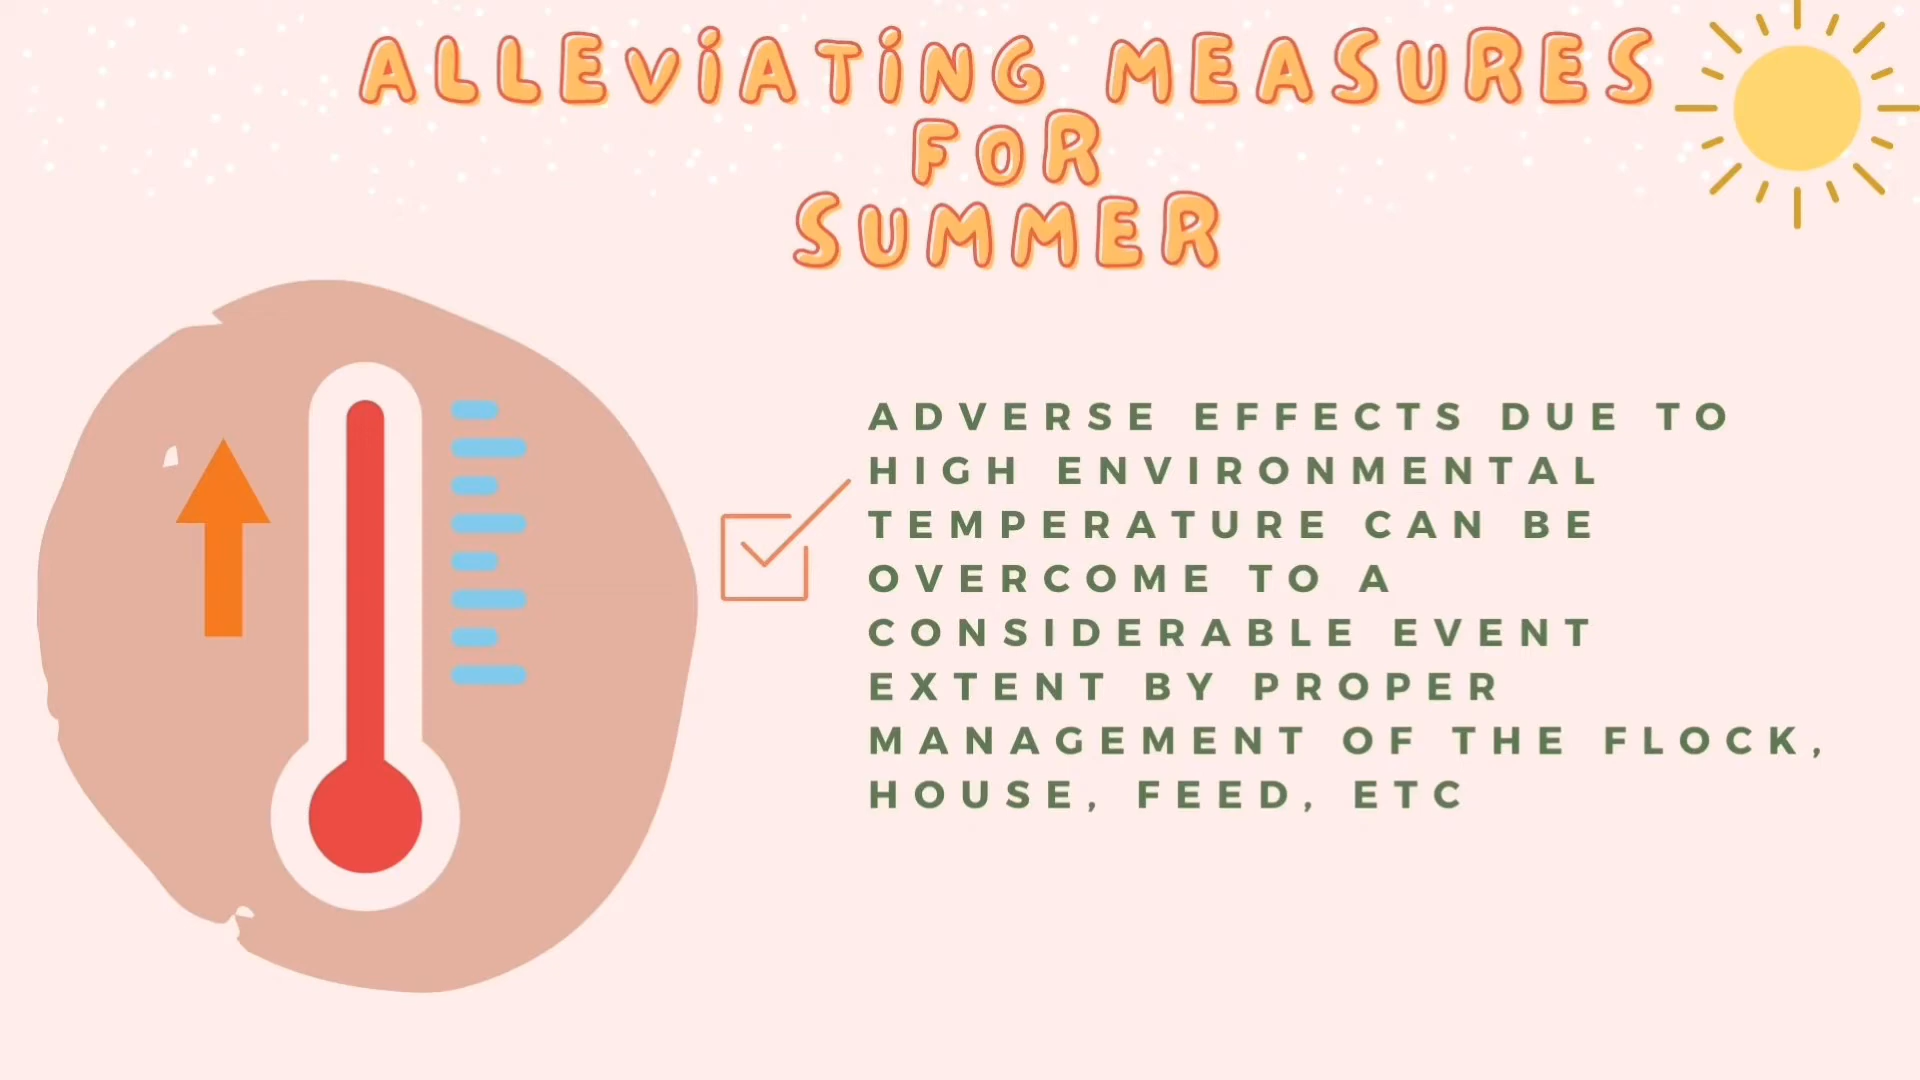 ALLEViATiNG MEASURES
FOR
SUMMER
ADVERSE EFFECTS DUE TO
HIGH ENVIRONMENTAL
TEMPERATURE CAN BE
OVERCOME TO A
CONSIDERABLE EVENT
EXTENT BY PROPER
MANAGEMENT OF THE FLOCK,
HOUSE, FEED, ETC